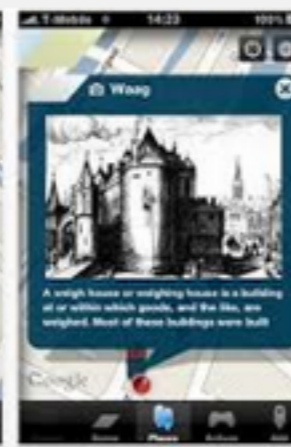 T-Mobile 14:23 100%
Waag
A weigh house or weighing house is a building
at or within which goods, and the like, are
weighed. Most of these buildings were built
Google
Places